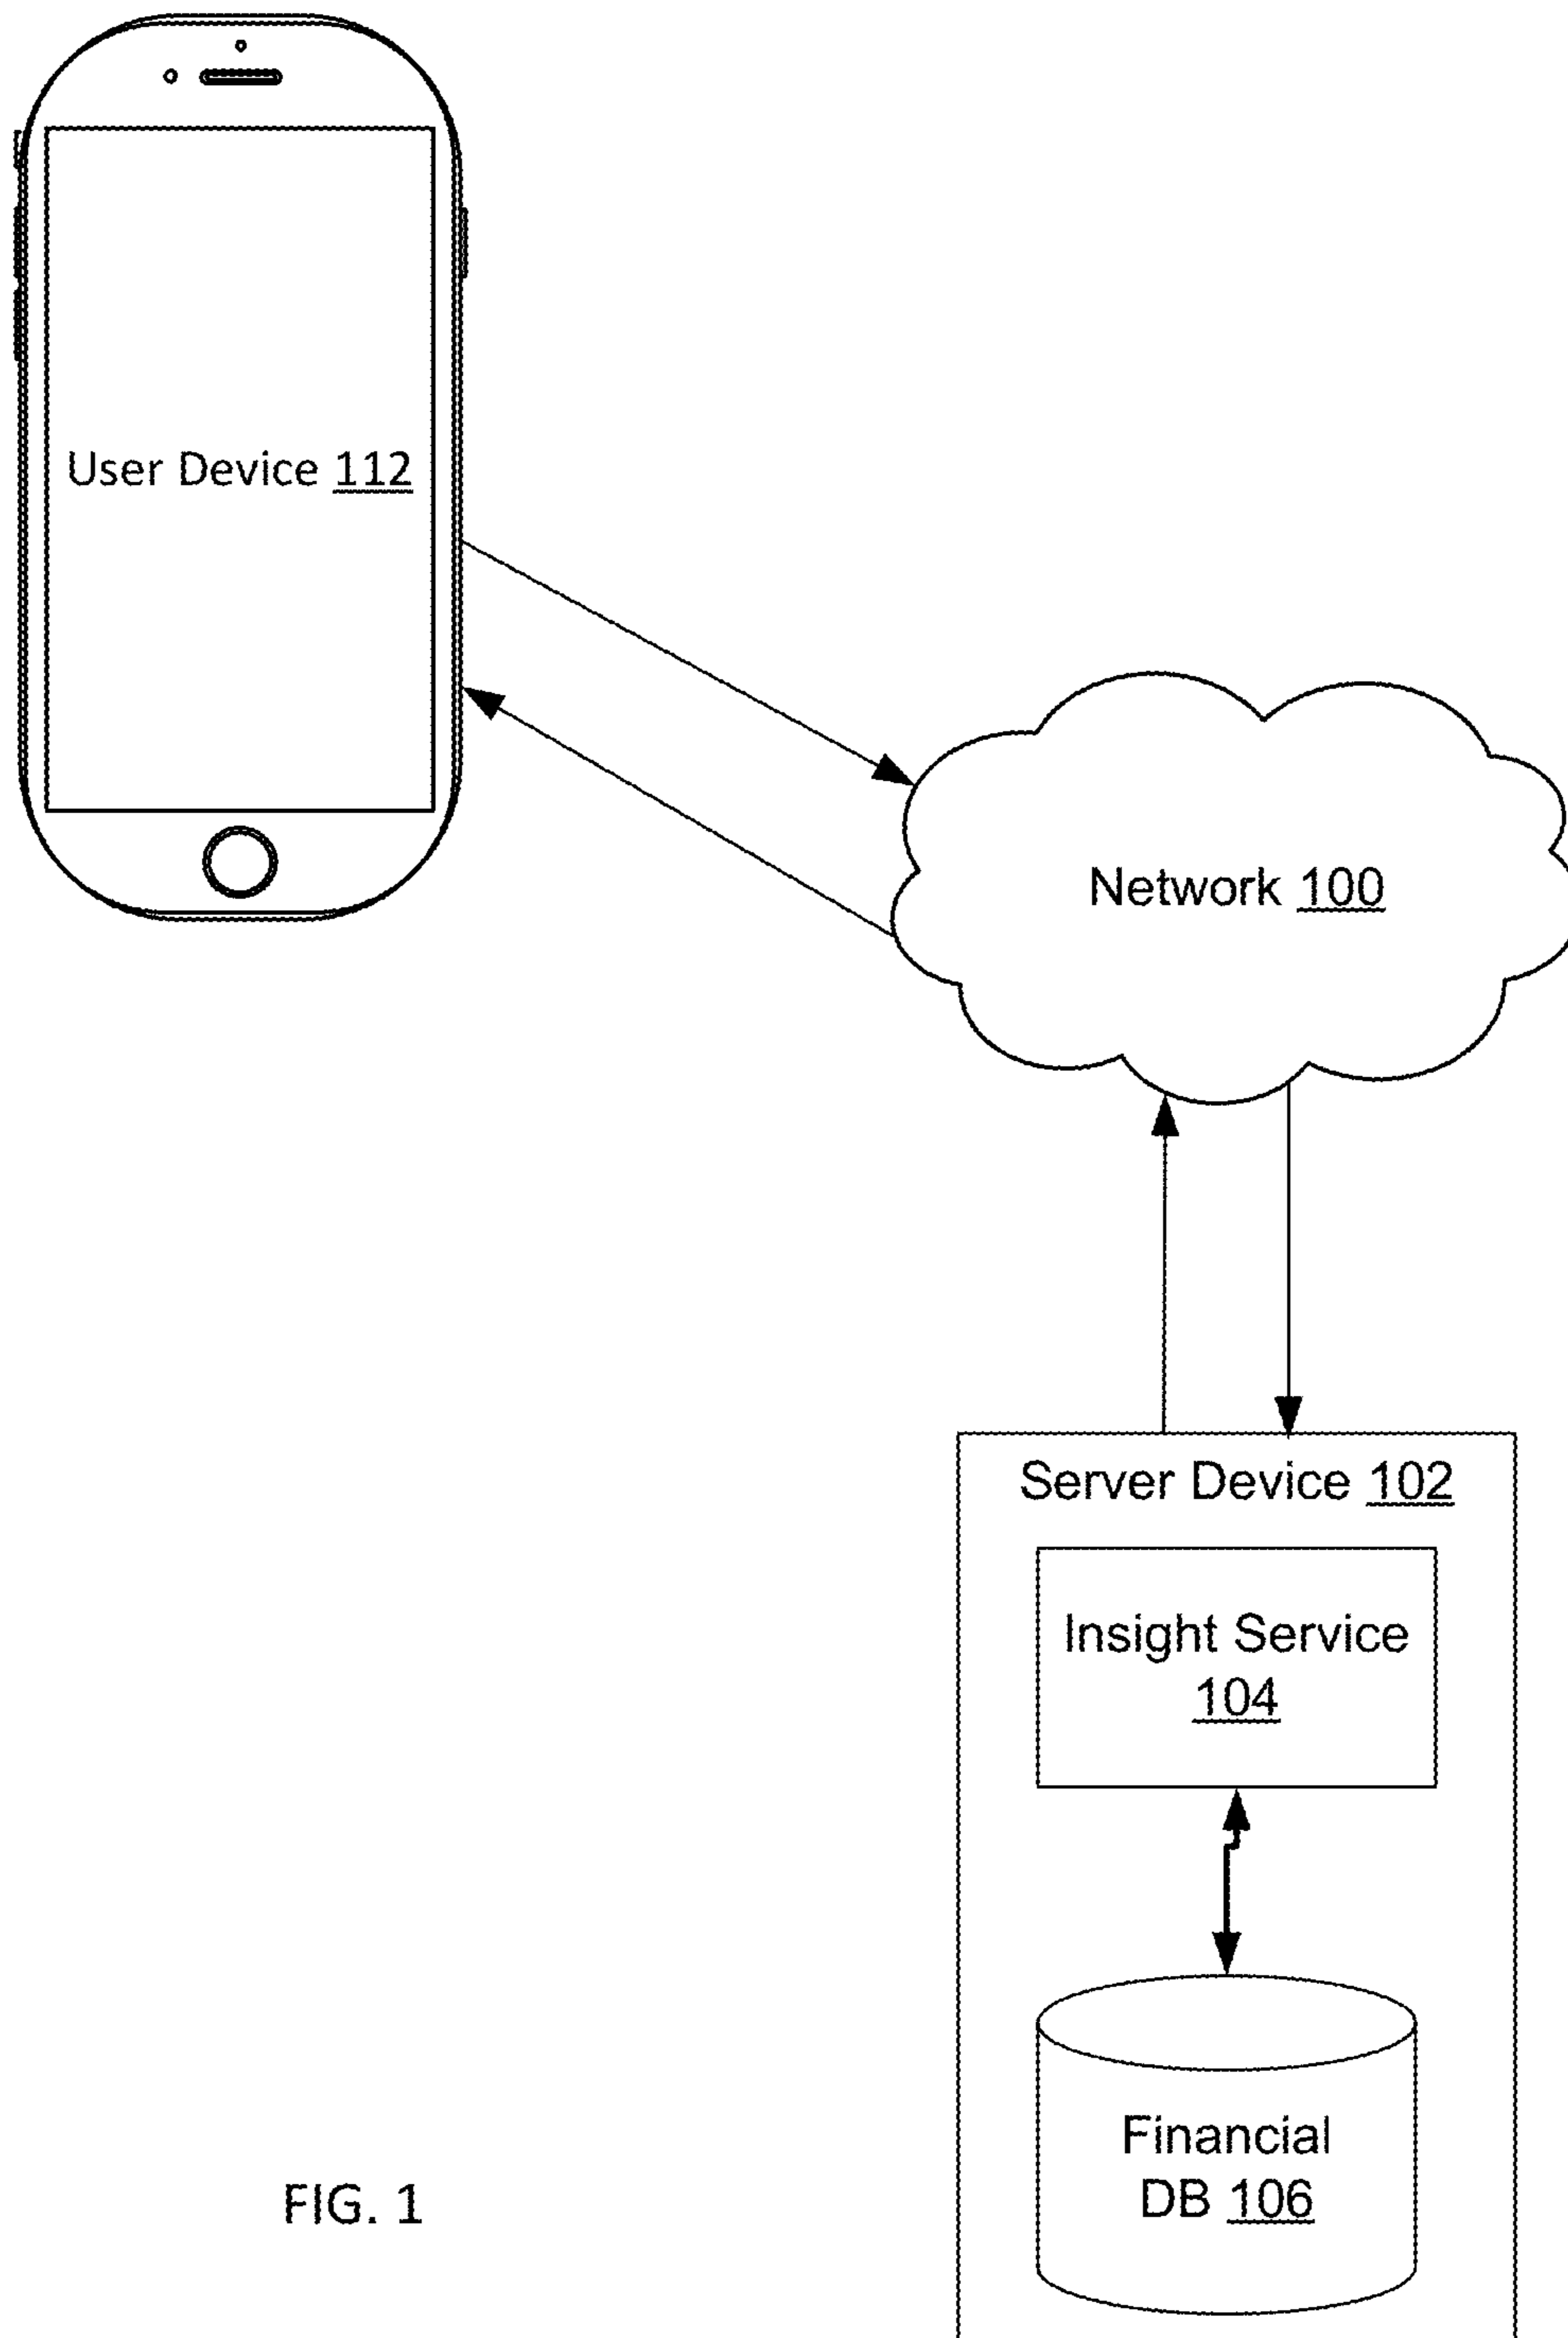 User Device 112
Network 100
Server Device 102
Insight Service
104
Financial
DB 106
FIG. 1